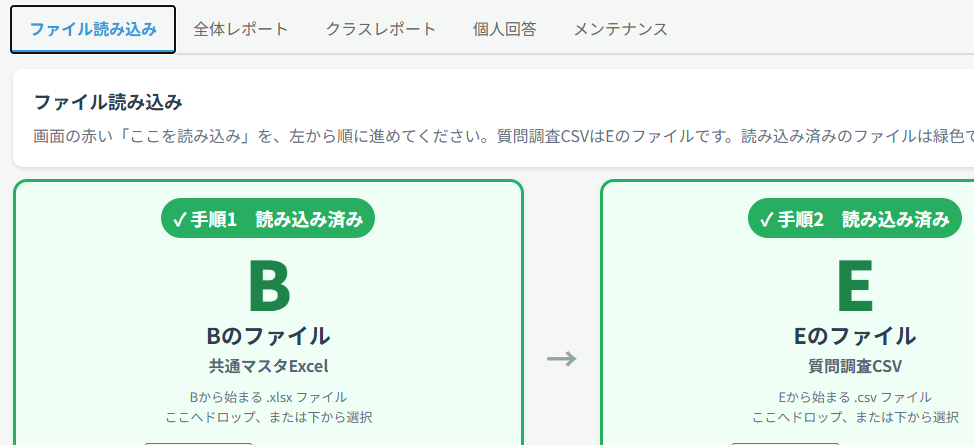 ファイル読み込み 全体レポート クラスレポート 個人回答 メンテナンス
ファイル読み込み
画面の赤い「ここを読み込み」を、左から順に進めてください。質問調査CSVはEのファイルです。読み込み済みのファイルは緑色で
✓手順1 読み込み済み
B
Bのファイル
共通マスタExcel
Bから始まる .xlsx ファイル
ここへドロップ、または下から選択
→
✓手順2 読み込み済み
E
Eのファイル
質問調査CSV
Eから始まる .csv ファイル
ここへドロップ、または下から選択